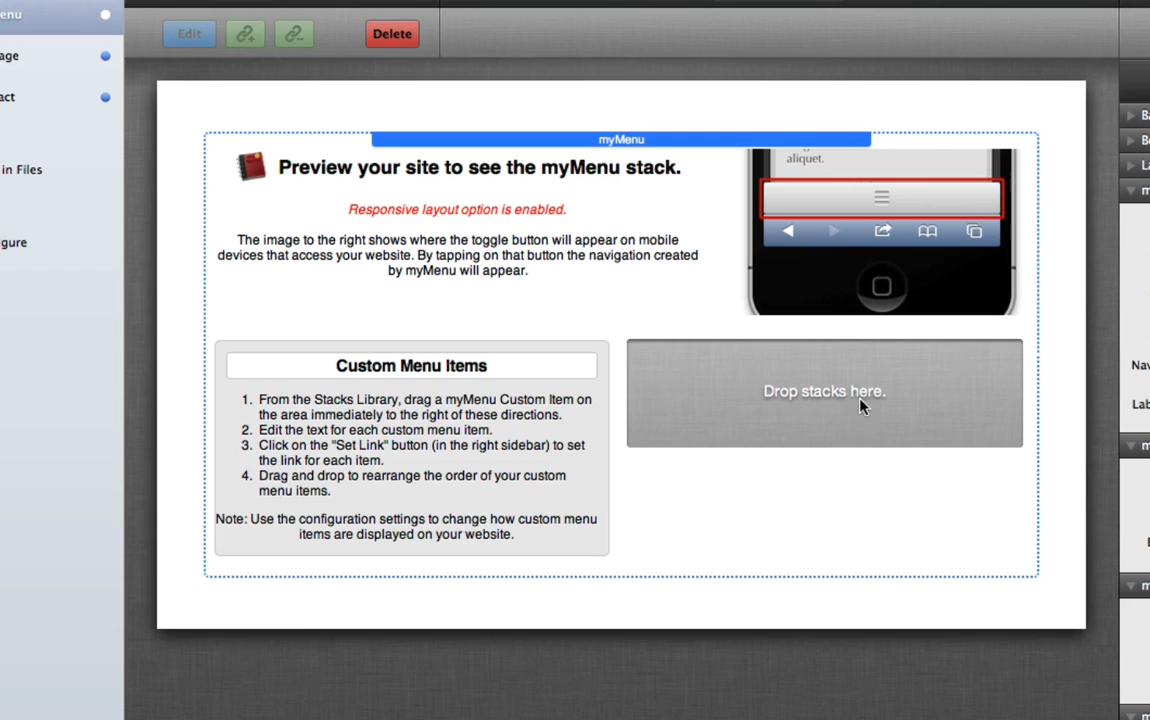 enu
age
act
in Files
gure
Edit
Delete
myMenu
Preview your site to see the myMenu stack.
Responsive layout option is enabled.
The image to the right shows where the toggle button will appear on mobile
devices that access your website. By tapping on that button the navigation created
by myMenu will appear.
aliquet.
Custom Menu Items
1. From the Stacks Library, drag a myMenu Custom Item on
the area immediately to the right of these directions.
2. Edit the text for each custom menu item.
3. Click on the "Set Link" button (in the right sidebar) to set
the link for each item.
4. Drag and drop to rearrange the order of your custom
menu items.
Note: Use the configuration settings to change how custom menu
items are displayed on your website.
Drop stacks here.
Ba
La
m
Nav
Lab
m
m
m